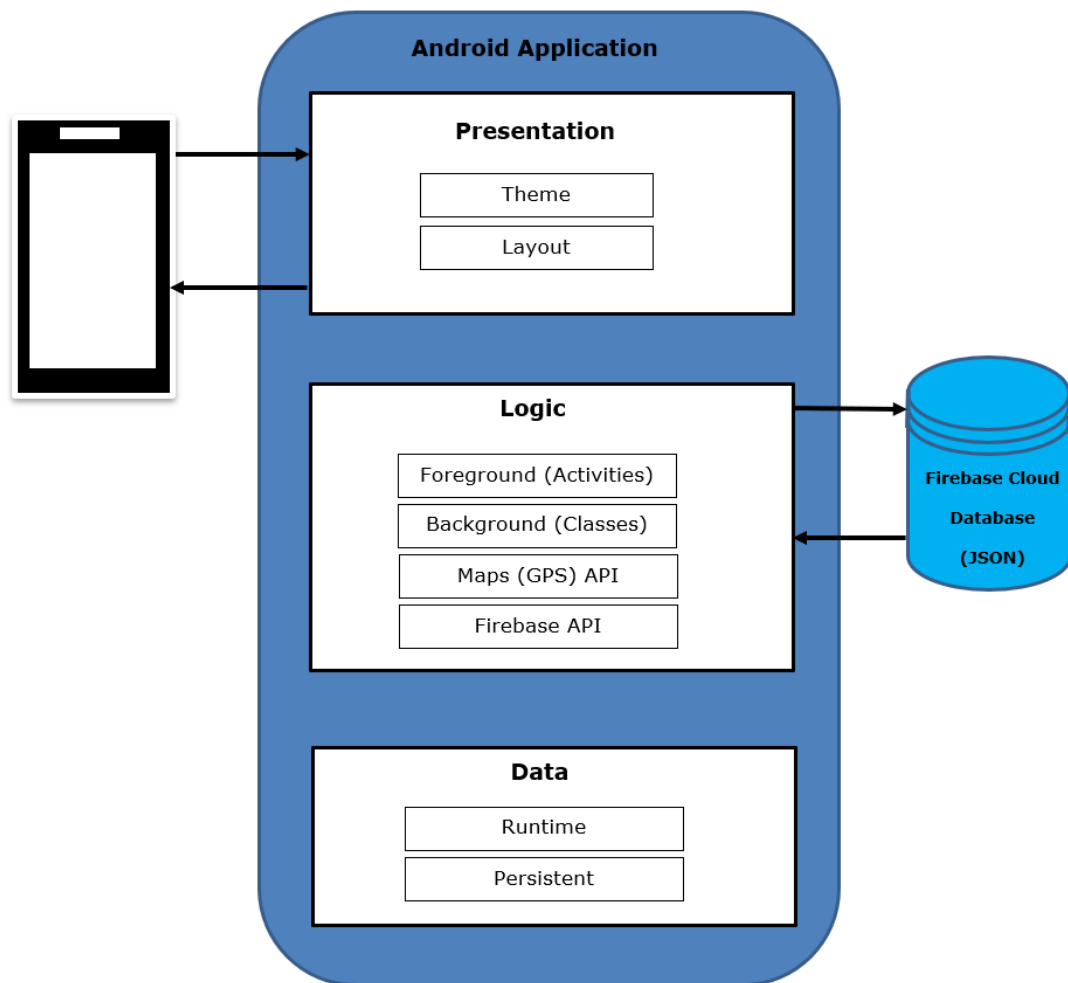 Android Application
Presentation
Theme
Layout
Logic
Foreground (Activities)
Background (Classes)
Maps (GPS) API
Firebase API
Firebase Cloud
Database
(JSON)
Data
Runtime
Persistent